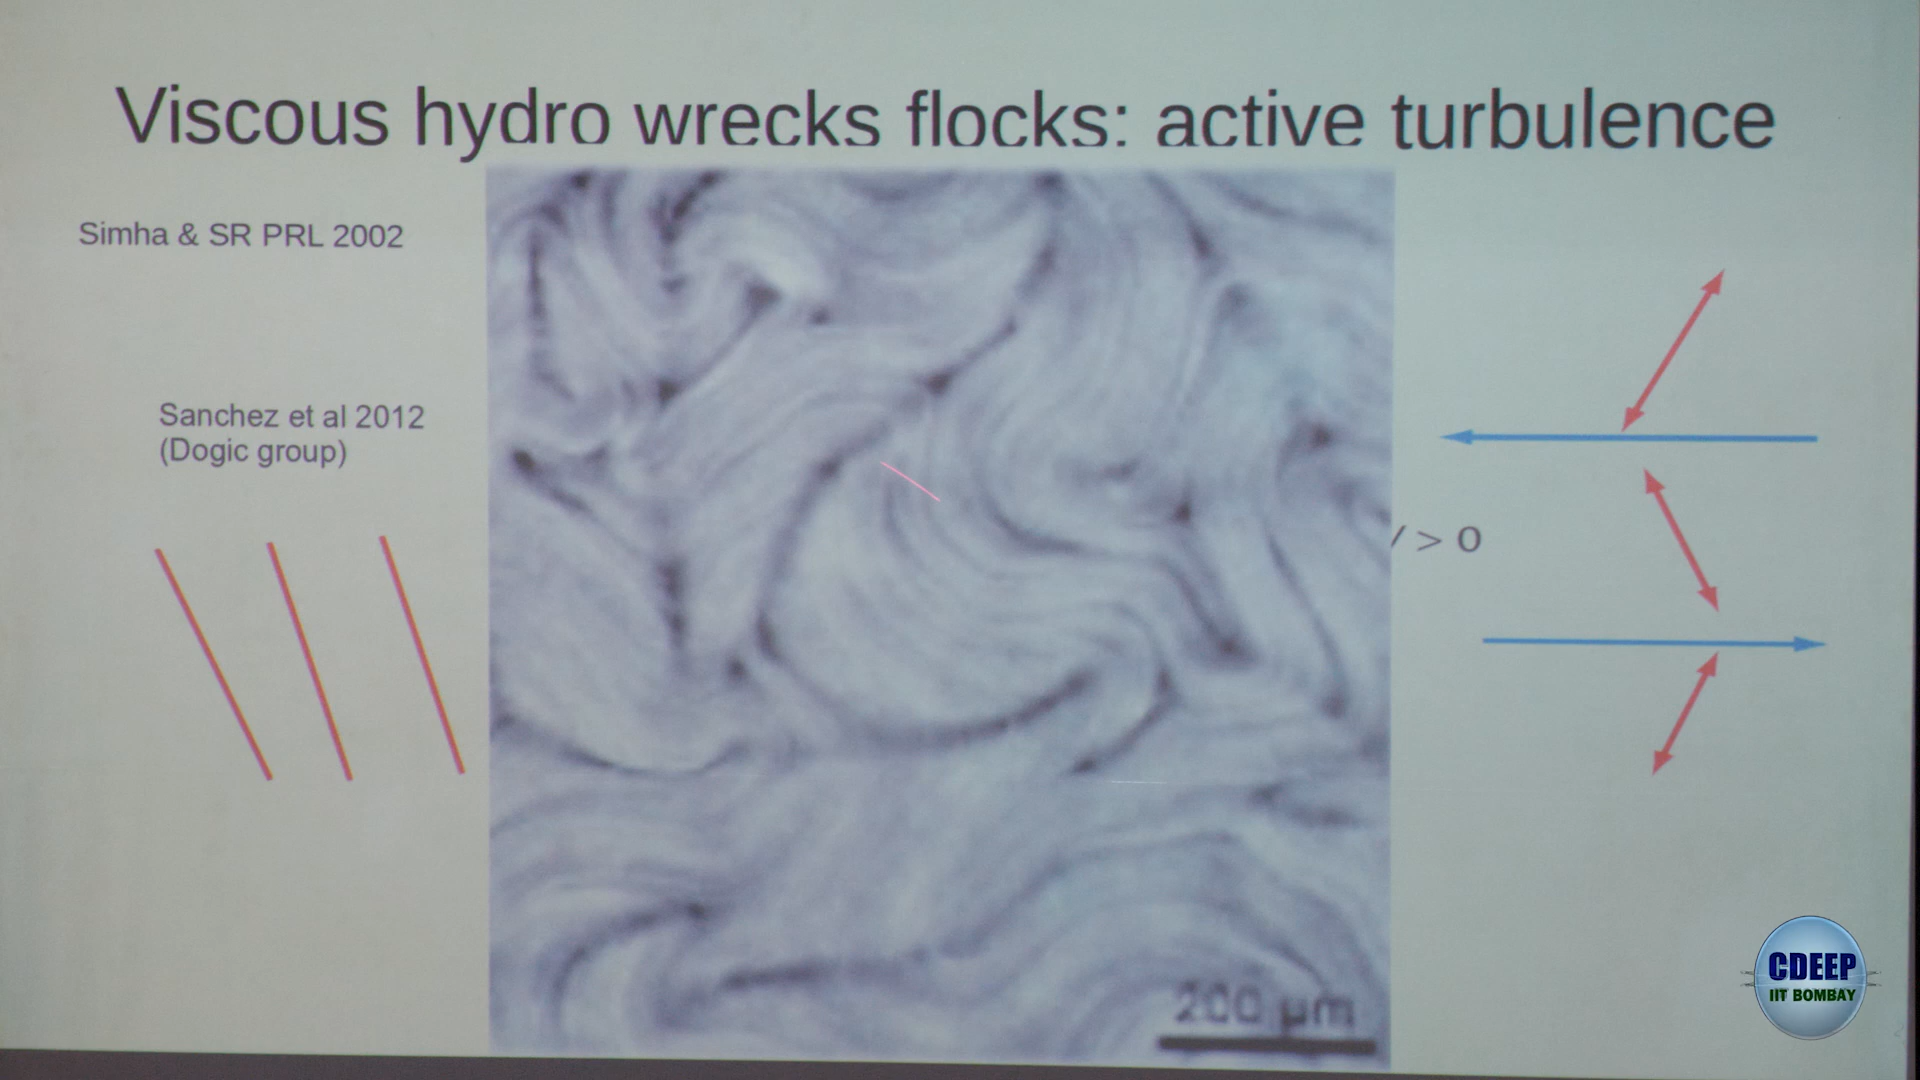 Viscous hydro wrecks flocks: active turbulence
Simha & SR PRL 2002
Sanchez et al 2012
(Dogic group)
> 0
200 µm
CDEEP
IIT BOMBAY